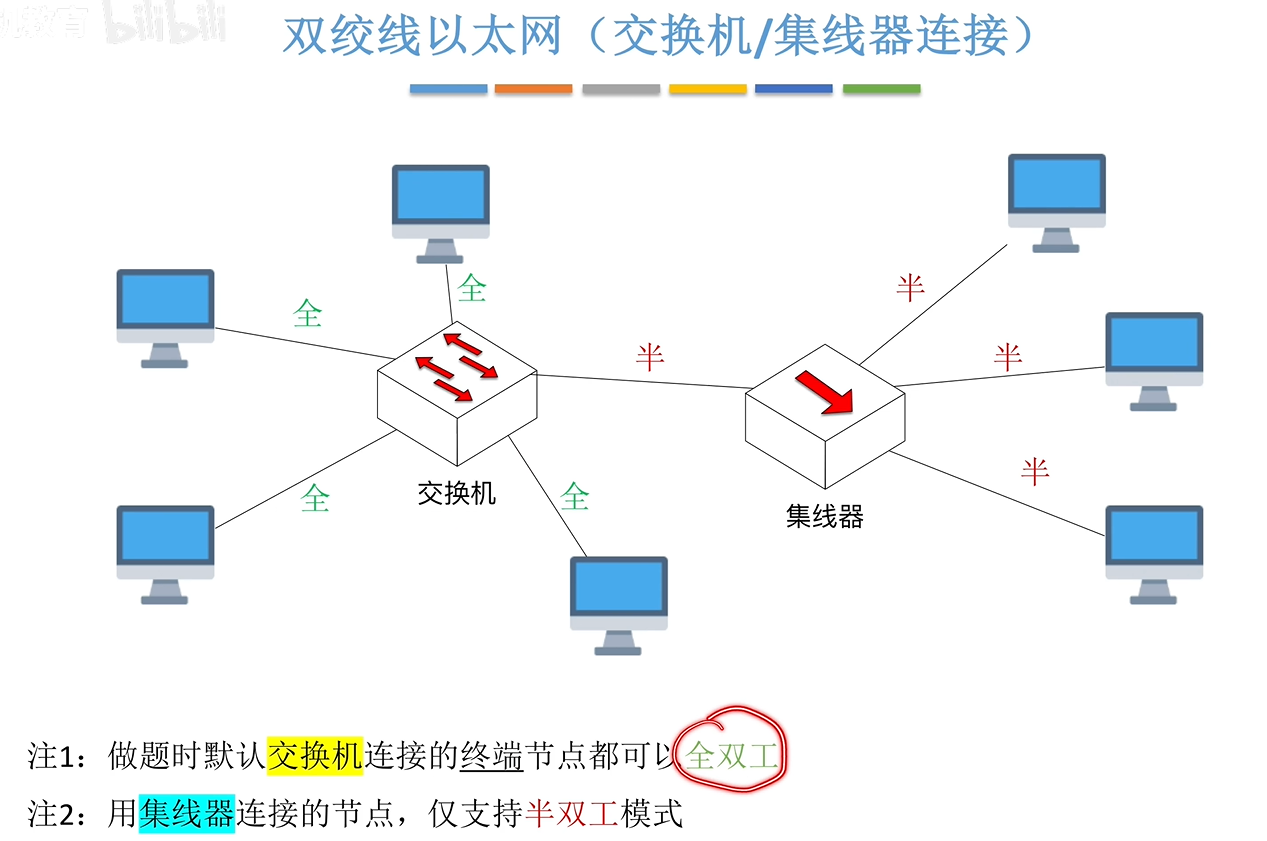 教育 bilibili
双绞线以太网（交换机/集线器连接）
全
全
半
半
半
全
全
半
交换机
集线器
注1：做题时默认交换机连接的终端节点都可以全双工
注2：用集线器连接的节点，仅支持半双工模式